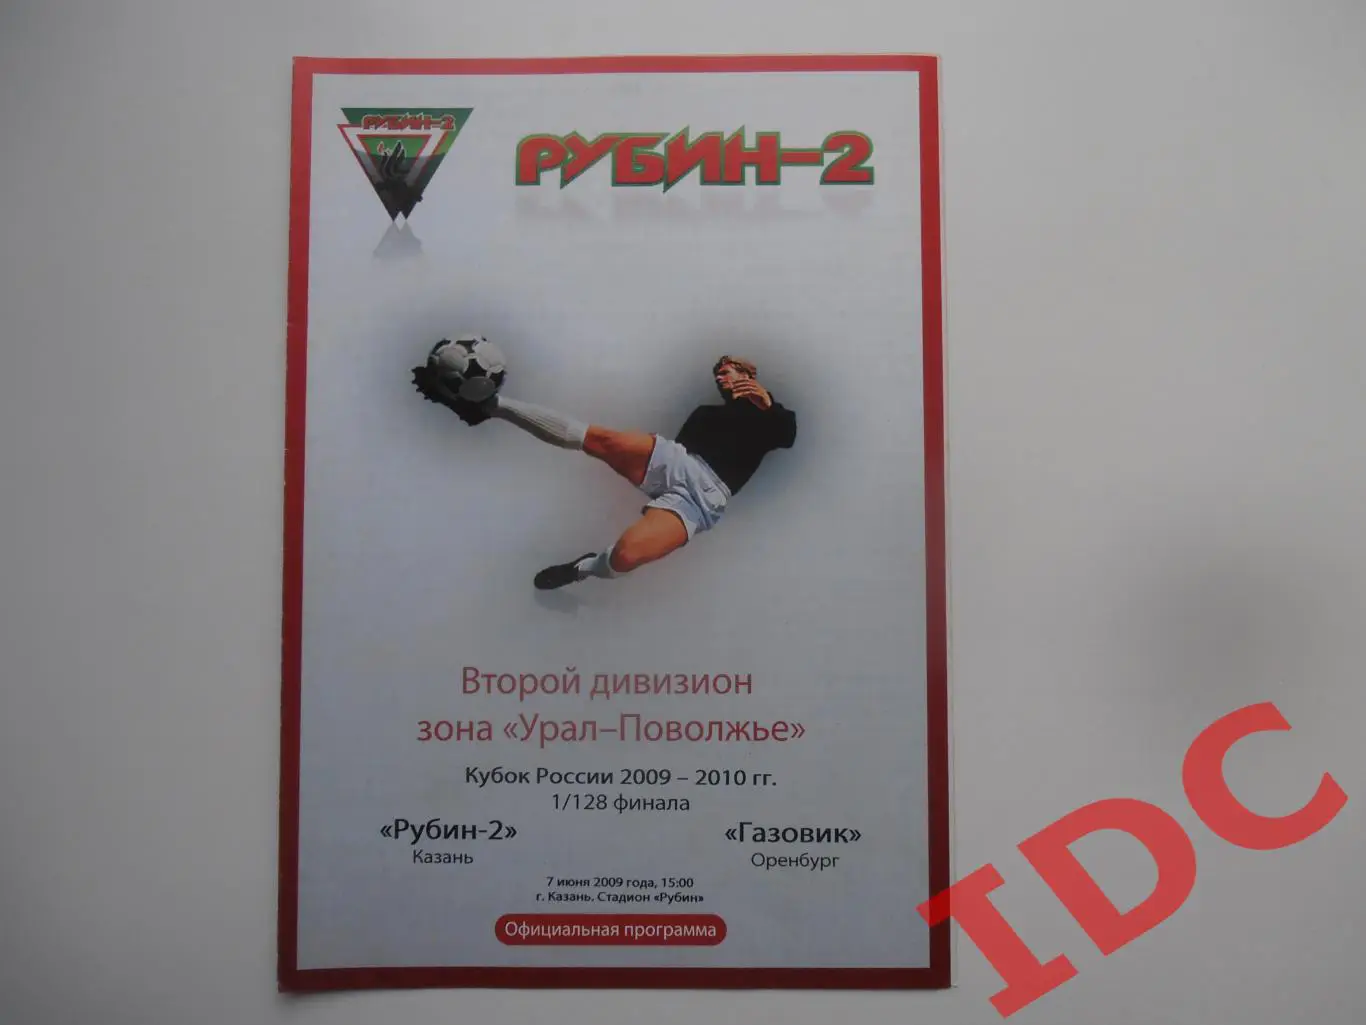 РУБИН-2
РУБИН-2
Второй дивизион
зона «Урал–Поволжье»
Кубок России 2009 – 2010 гг.
1/128 финала
«Рубин-2» «Газовик»
Казань Оренбург
7 июня 2009 года, 15:00
г. Казань. Стадион «Рубин»
Официальная программа
IDC